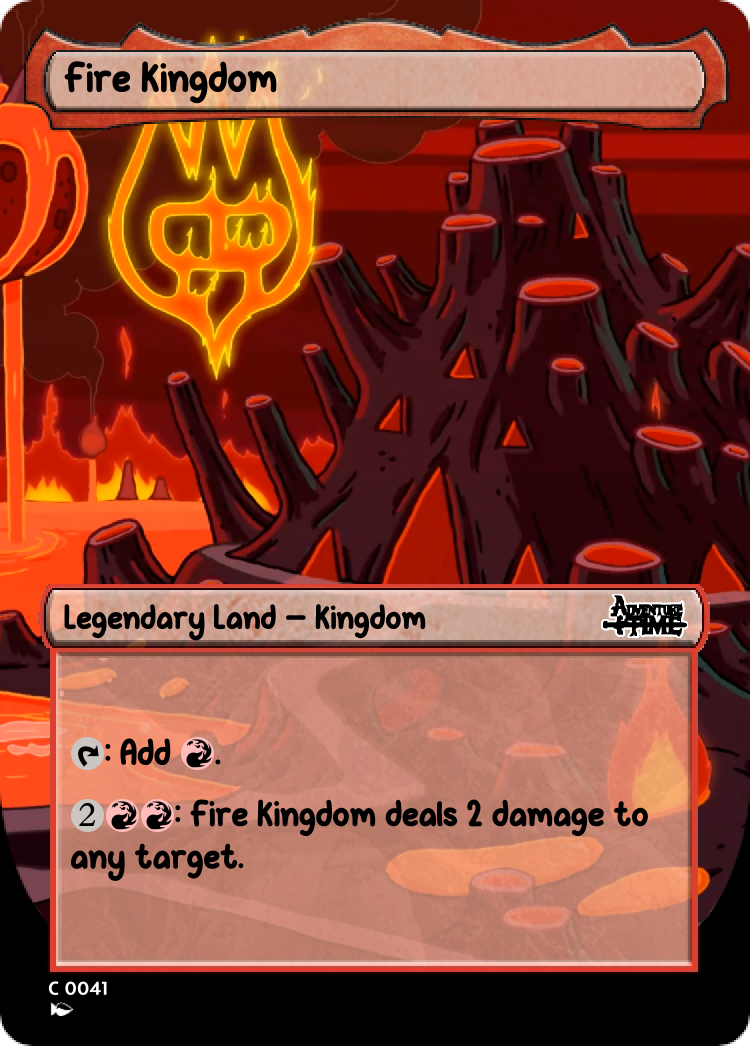 Fire Kingdom
Legendary Land – Kingdom
ADVENTURE
TIME
: Add .
2: Fire Kingdom deals 2 damage to
any target.
C 0041